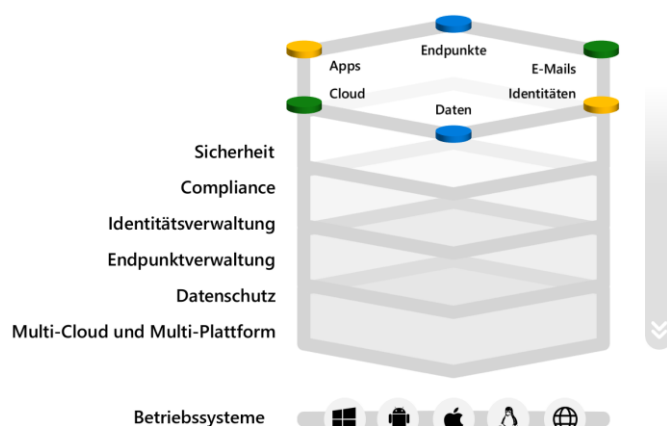 Endpunkte
Apps
E-Mails
Cloud
Identitäten
Daten
Sicherheit
Compliance
Identitätsverwaltung
Endpunktverwaltung
Datenschutz
Multi-Cloud und Multi-Plattform
Betriebssysteme